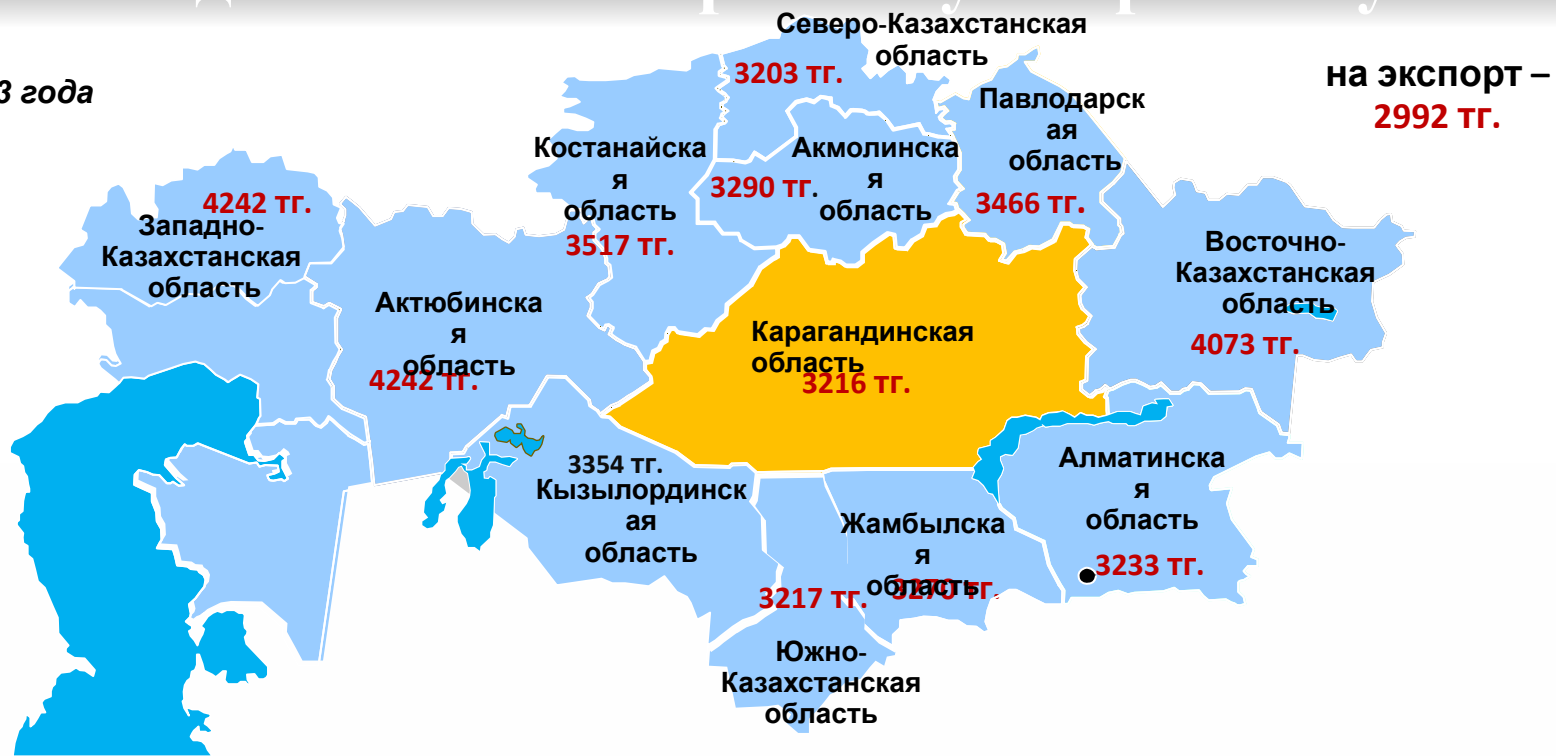 Северо-Казахстанская
область
3203 тг.
3 года
на экспорт –
2992 тг.
Павлодарск
ая
область
3466 тг.
Костанайска
я
область
3517 тг.
Акмолинска
я
область
3290 тг.
4242 тг.
Западно-
Казахстанская
область
Восточно-
Казахстанская
область
4073 тг.
Актюбинска
я
область
4242 тг.
Карагандинская
область
3216 тг.
3354 тг.
Кызылординск
ая
область
Алматинска
я
область
3233 тг.
Жамбылска
я
область
3270 тг.
3217 тг.
Южно-
Казахстанская
область